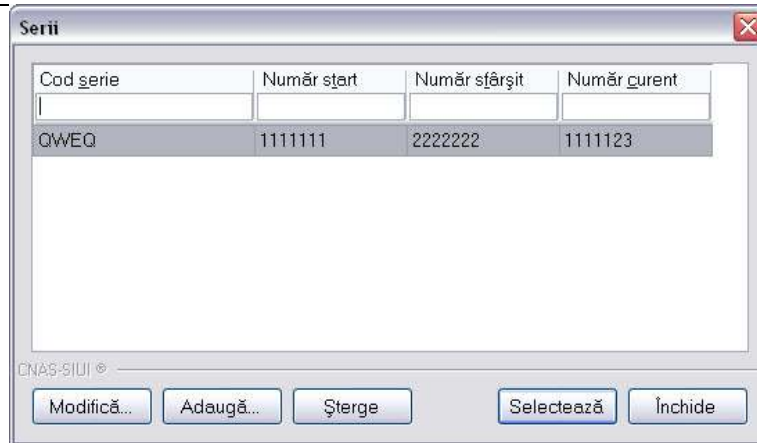 Serii
Cod serie Număr start Număr sfârşit Număr curent
QWEQ 1111111 2222222 1111123
CNAS-SIUI ®
Modifică... Adaugă... Şterge Selectează Închide